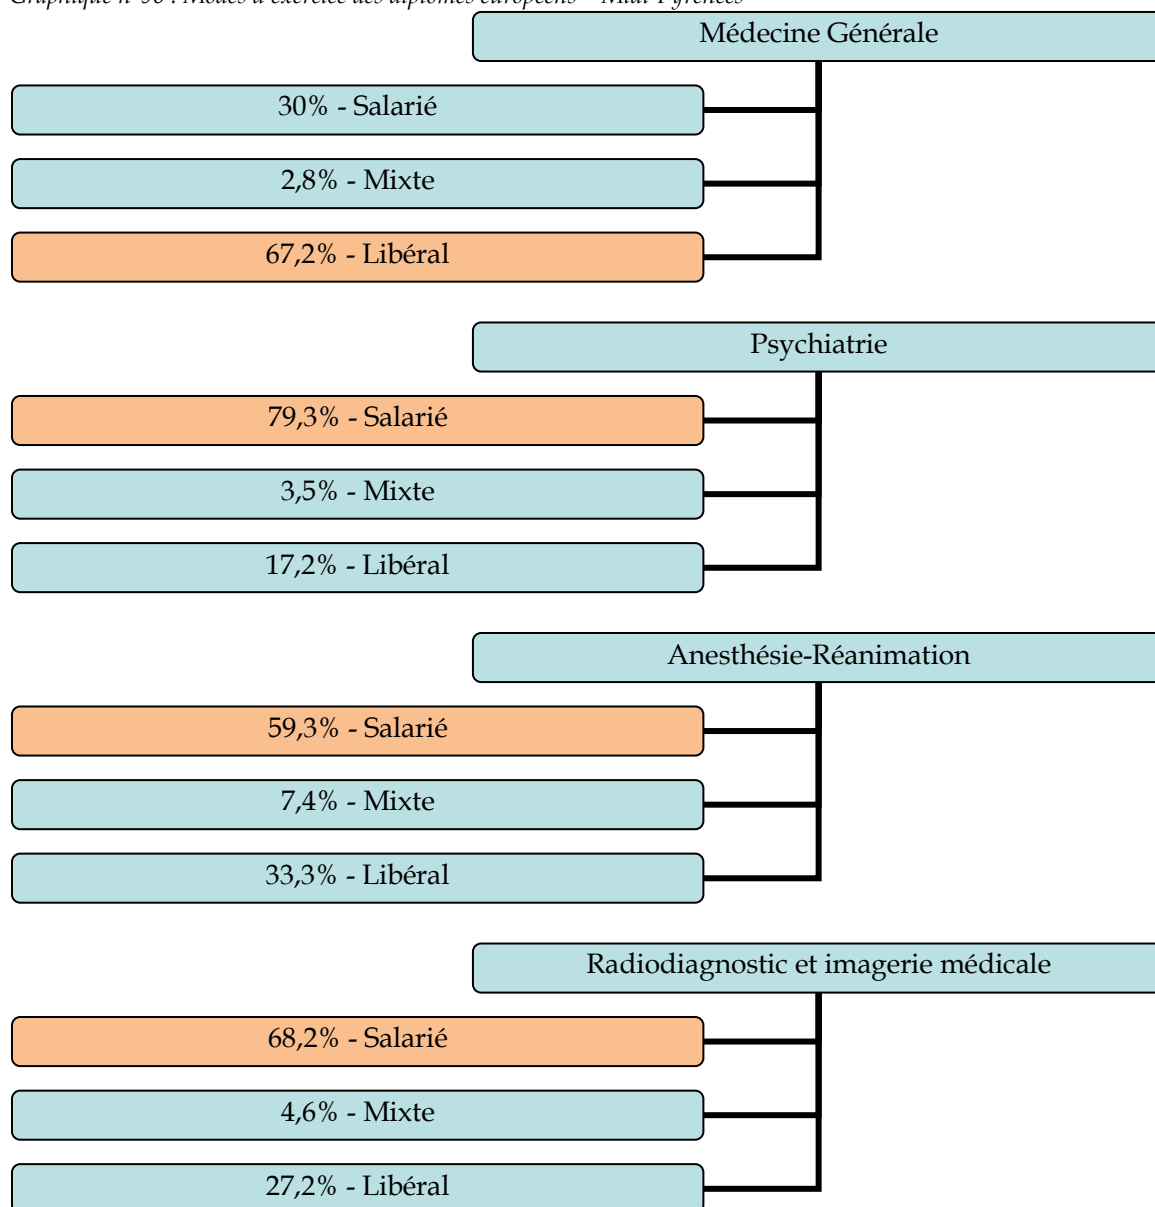 Médecine Générale
30% - Salarié
2,8% - Mixte
67,2% - Libéral
Psychiatrie
79,3% - Salarié
3,5% - Mixte
17,2% - Libéral
Anesthésie-Réanimation
59,3% - Salarié
7,4% - Mixte
33,3% - Libéral
Radiodiagnostic et imagerie médicale
68,2% - Salarié
4,6% - Mixte
27,2% - Libéral